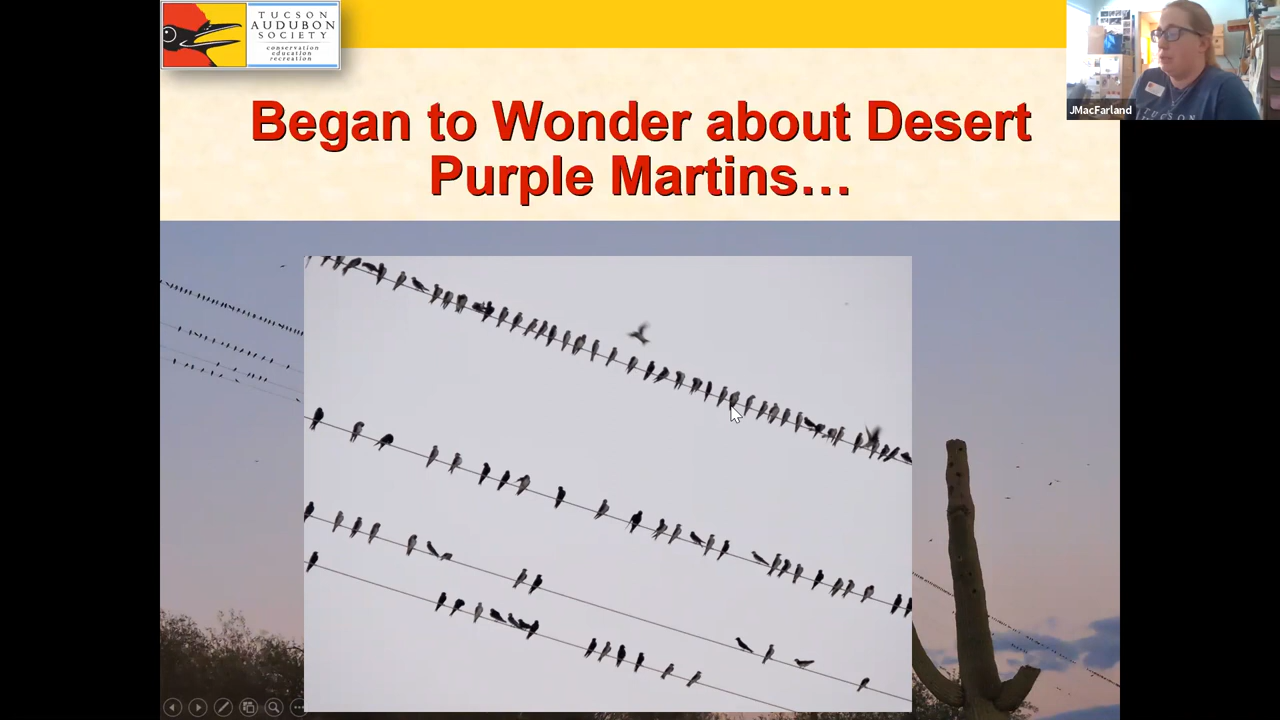 TUCSON
AUDUBON
SOCIETY
conservation
education
recreation
JMacFarland
Began to Wonder about Desert
Purple Martins…